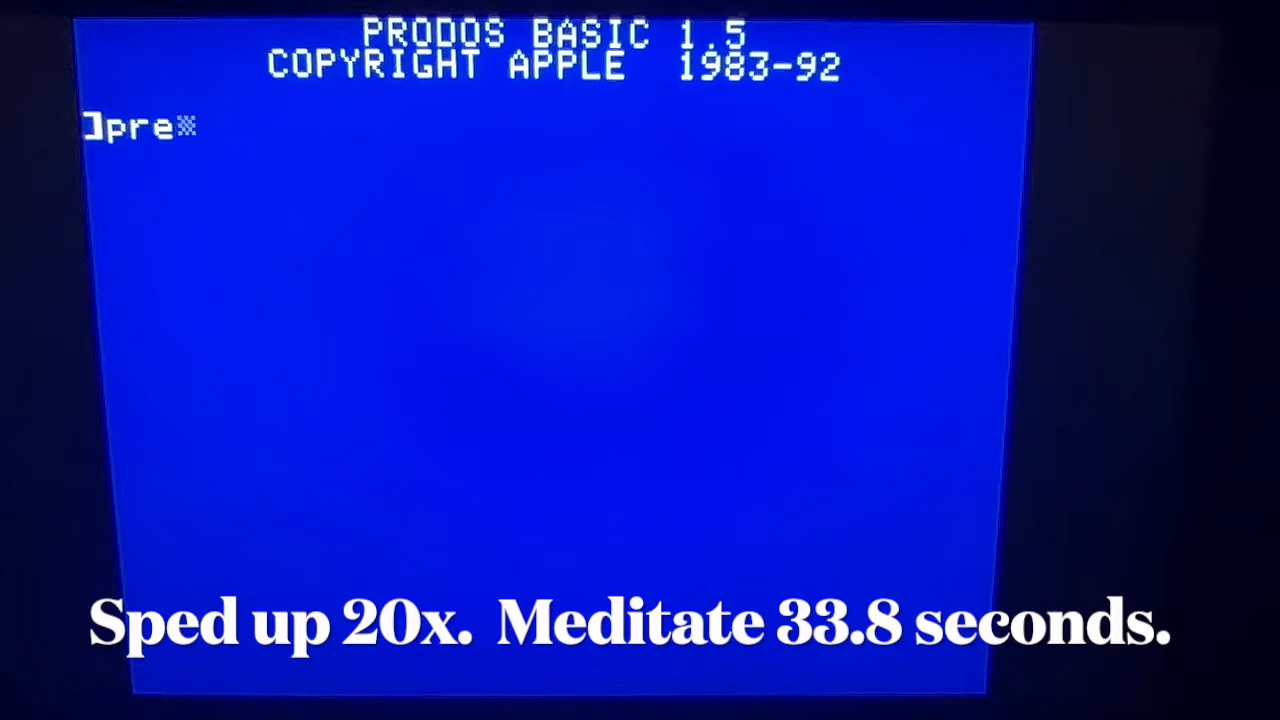 PRODOS BASIC 1.5
COPYRIGHT APPLE  1983-92
]pre
Sped up 20x.  Meditate 33.8 seconds.